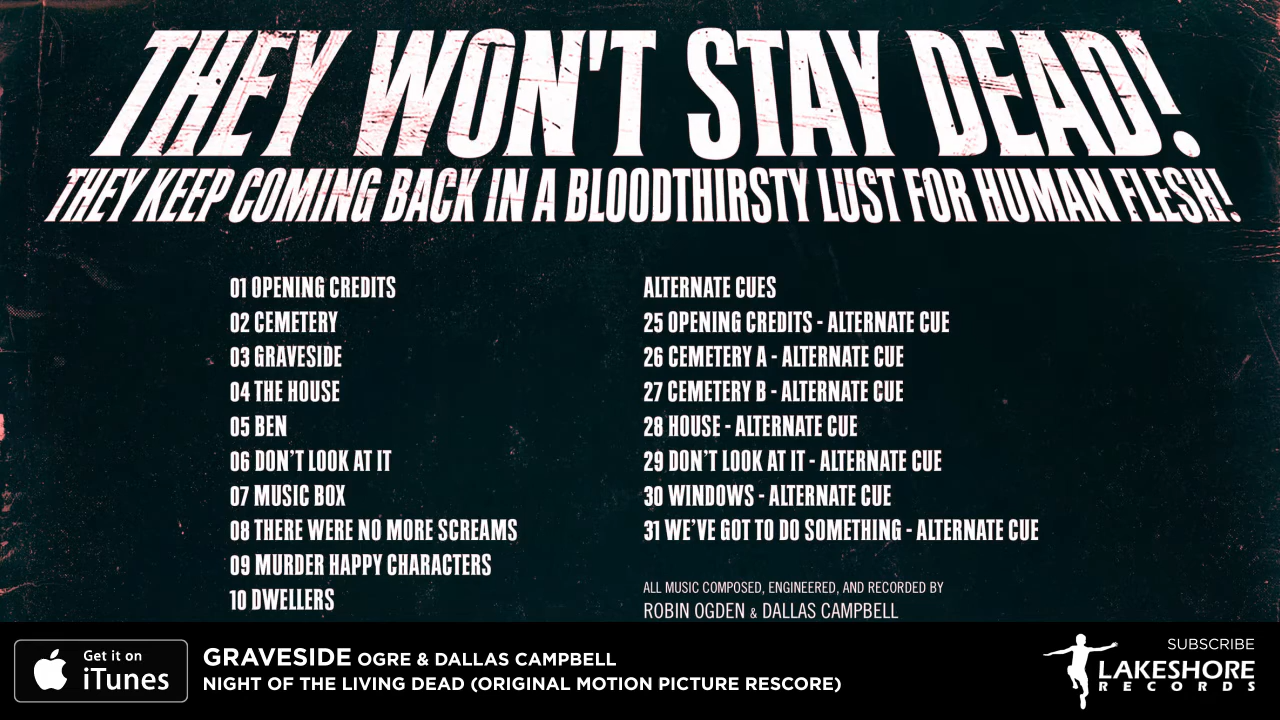 THEY WON'T STAY DEAD!
THEY KEEP COMING BACK IN A BLOODTHIRSTY LUST FOR HUMAN FLESH!
01 OPENING CREDITS
02 CEMETERY
03 GRAVESIDE
04 THE HOUSE
05 BEN
06 DON'T LOOK AT IT
07 MUSIC BOX
08 THERE WERE NO MORE SCREAMS
09 MURDER HAPPY CHARACTERS
10 DWELLERS
ALTERNATE CUES
25 OPENING CREDITS - ALTERNATE CUE
26 CEMETERY A - ALTERNATE CUE
27 CEMETERY B - ALTERNATE CUE
28 HOUSE - ALTERNATE CUE
29 DON'T LOOK AT IT - ALTERNATE CUE
30 WINDOWS - ALTERNATE CUE
31 WE'VE GOT TO DO SOMETHING - ALTERNATE CUE
ALL MUSIC COMPOSED, ENGINEERED, AND RECORDED BY
ROBIN OGDEN & DALLAS CAMPBELL
Get it on
iTunes
GRAVESIDE OGRE & DALLAS CAMPBELL
NIGHT OF THE LIVING DEAD (ORIGINAL MOTION PICTURE RESCORE)
SUBSCRIBE
LAKESHORE
RECORDS